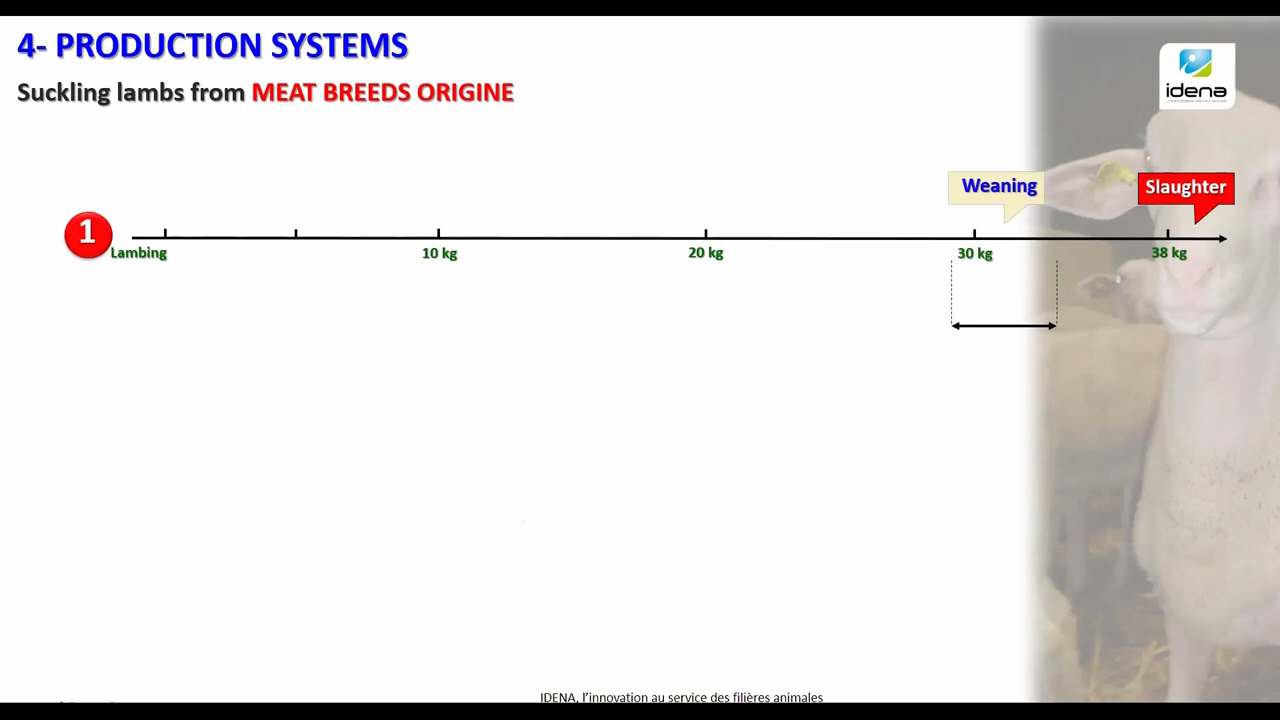 4- PRODUCTION SYSTEMS
Suckling lambs from MEAT BREEDS ORIGINE
idena
Weaning
Slaughter
1
Lambing
10 kg
20 kg
30 kg
38 kg
IDENA, l’innovation au service des filières animales